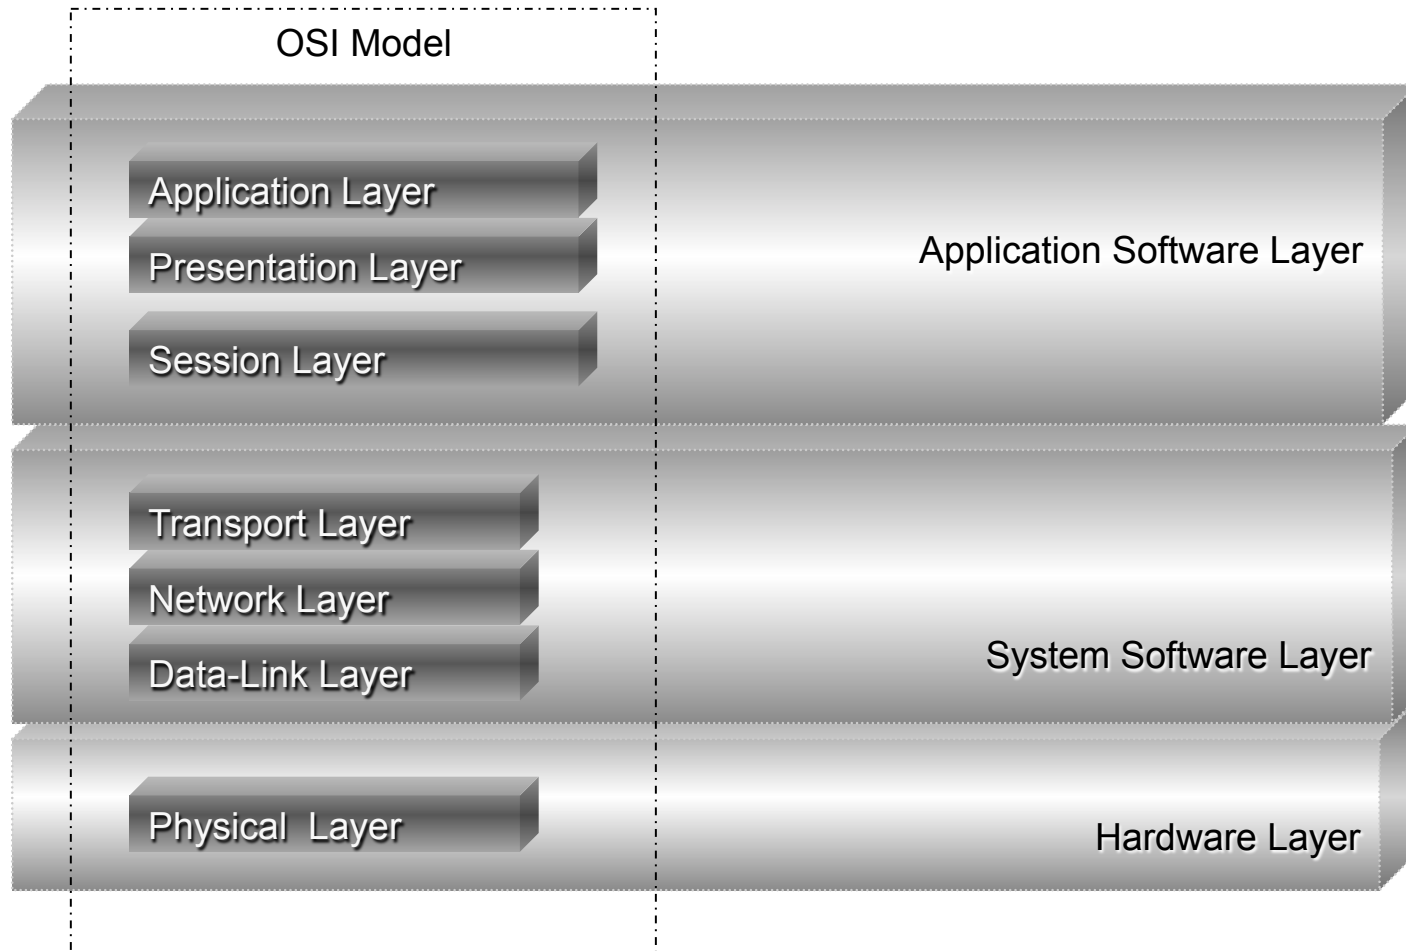 OSI Model
Application Layer
Presentation Layer
Application Software Layer
Session Layer
Transport Layer
Network Layer
Data-Link Layer
System Software Layer
Physical  Layer
Hardware Layer